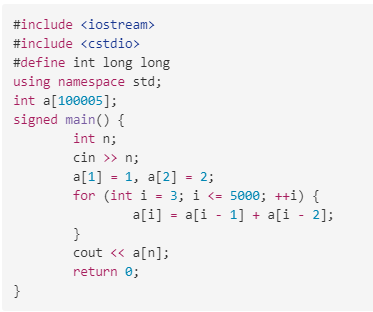 #include <iostream>
#include <cstdio>
#define int long long
using namespace std;
int a[100005];
signed main() {
        int n;
        cin >> n;
        a[1] = 1, a[2] = 2;
        for (int i = 3; i <= 5000; ++i) {
                a[i] = a[i - 1] + a[i - 2];
        }
        cout << a[n];
        return 0;
}